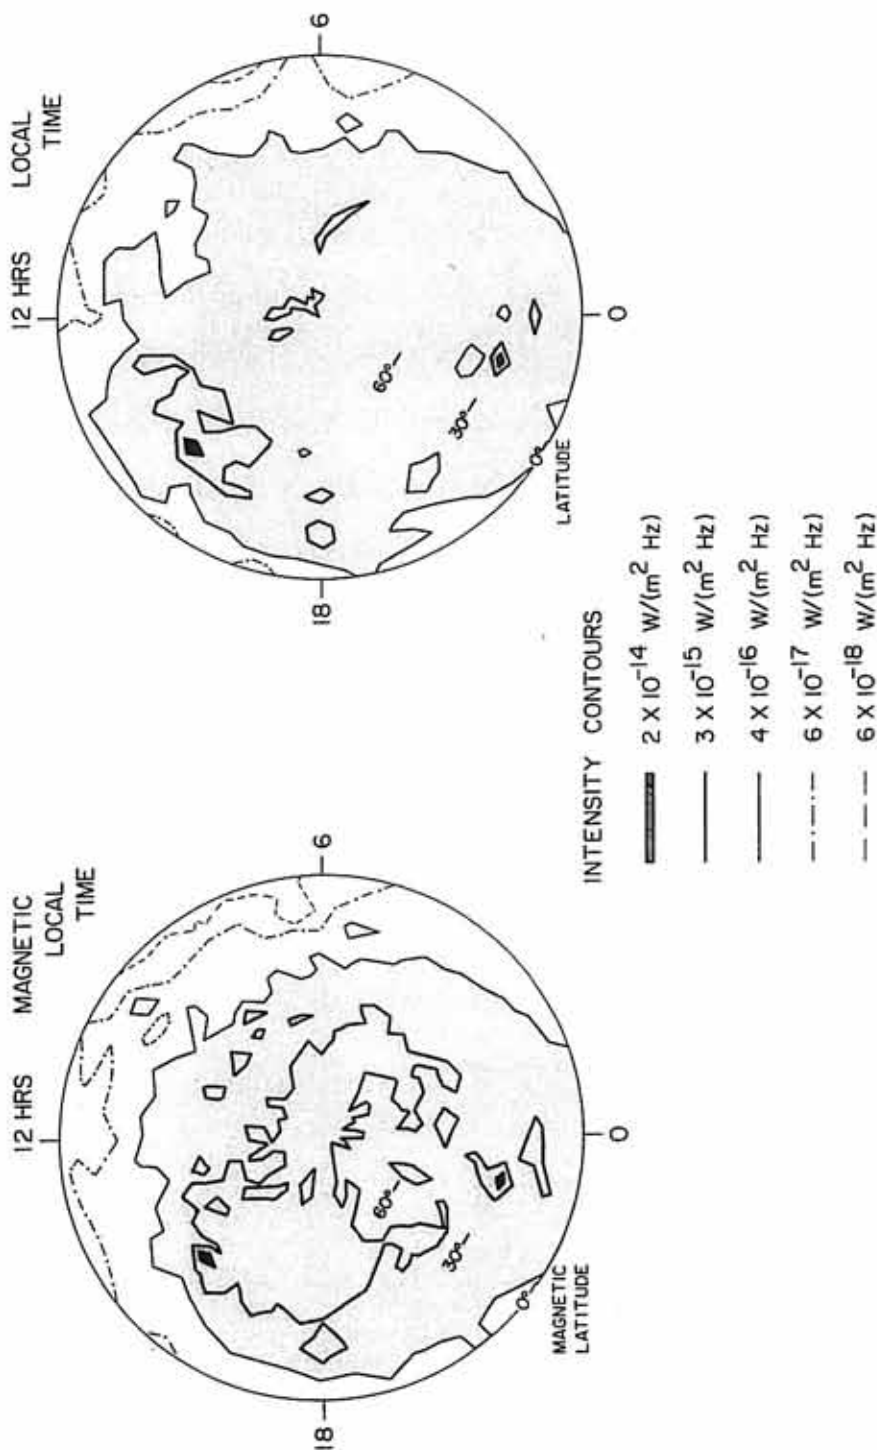 LOCAL
TIME
12 HRS
6
18
0
60°
30°
0°
LATITUDE
MAGNETIC
LOCAL
TIME
12 HRS
6
18
0
60°
30°
0°
MAGNETIC
LATITUDE
INTENSITY CONTOURS
2 X 10⁻¹⁴ W/(m² Hz)
3 X 10⁻¹⁵ W/(m² Hz)
4 X 10⁻¹⁶ W/(m² Hz)
6 X 10⁻¹⁷ W/(m² Hz)
6 X 10⁻¹⁸ W/(m² Hz)